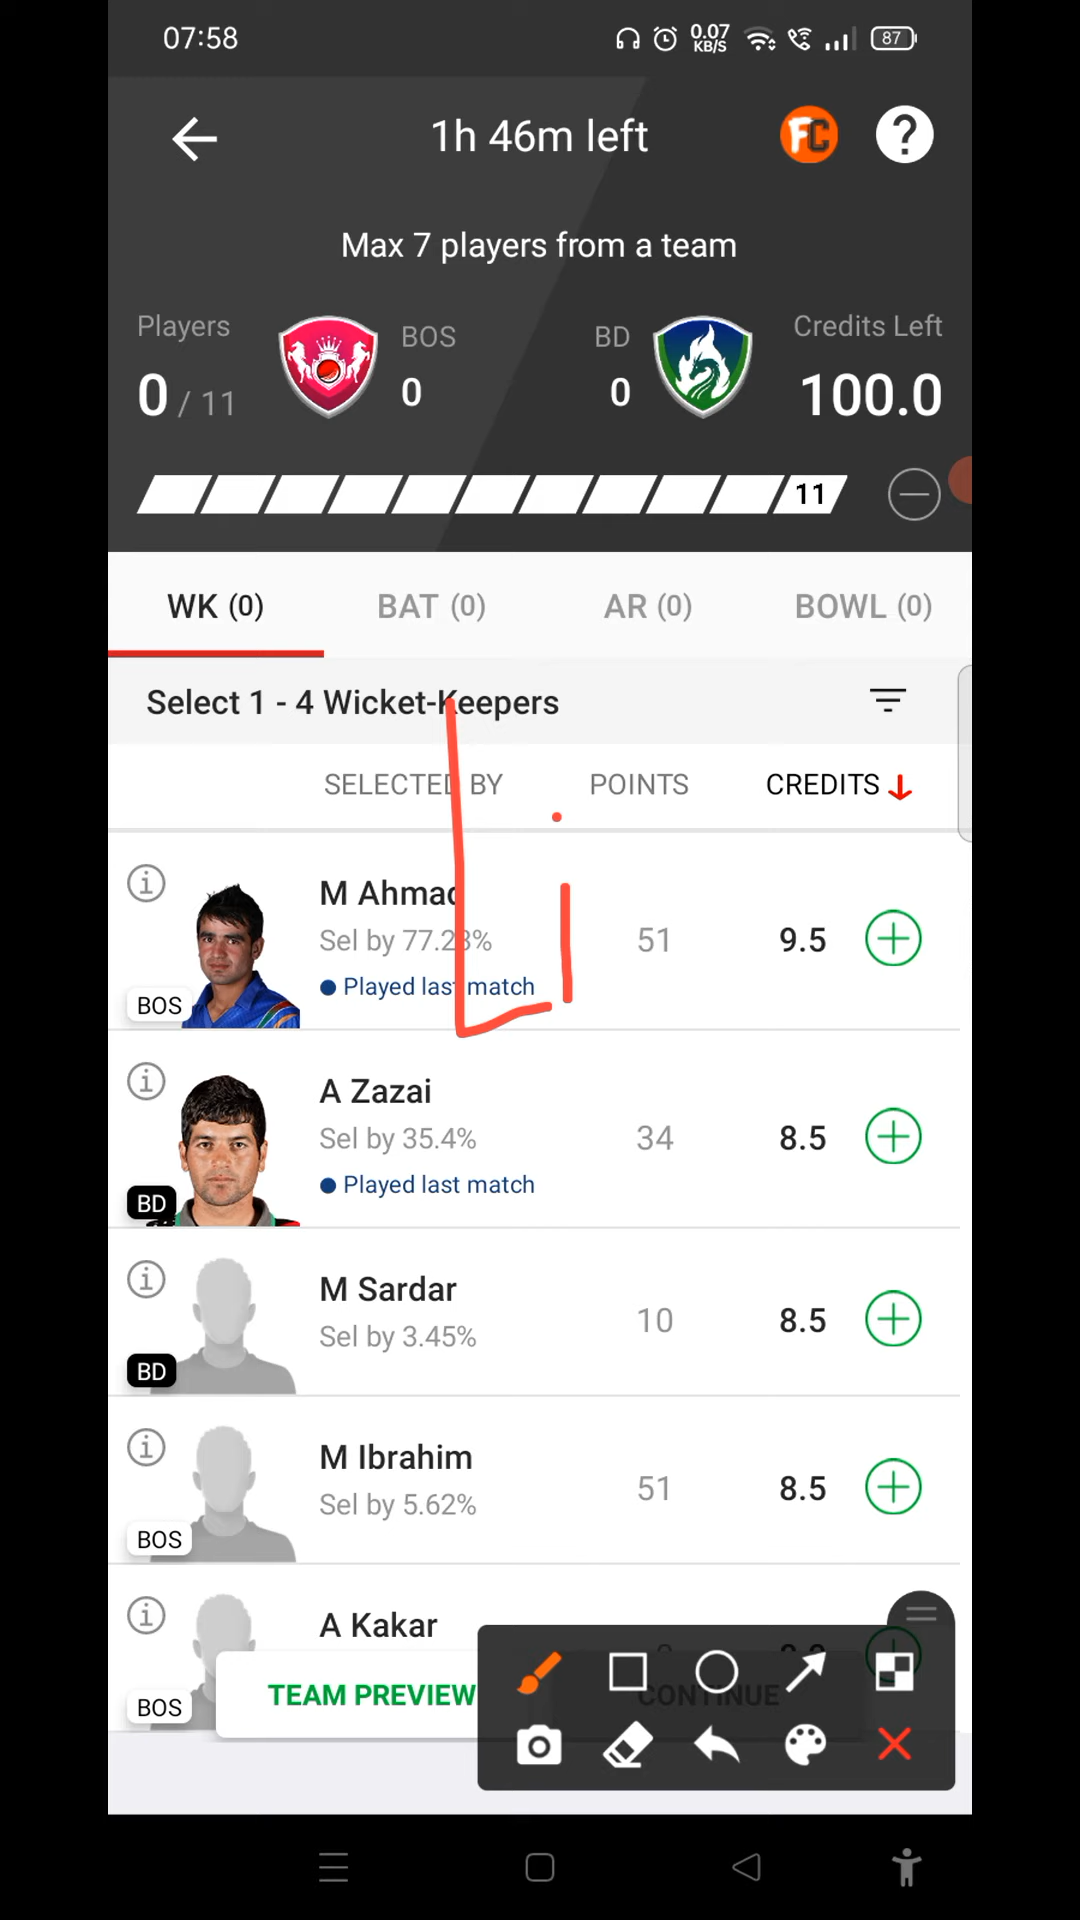 07:58
0.07
KB/S
87
1h 46m left
FC
?
Max 7 players from a team
Players
BOS
BD
Credits Left
0 / 11
0
0
100.0
11
WK (0)
BAT (0)
AR (0)
BOWL (0)
Select 1 - 4 Wicket-Keepers
SELECTED BY
POINTS
CREDITS
M Ahmad
Sel by 77.23%
Played last match
BOS
51
9.5
A Zazai
Sel by 35.4%
Played last match
BD
34
8.5
M Sardar
Sel by 3.45%
BD
10
8.5
M Ibrahim
Sel by 5.62%
BOS
51
8.5
A Kakar
BOS
TEAM PREVIEW
CONTINUE